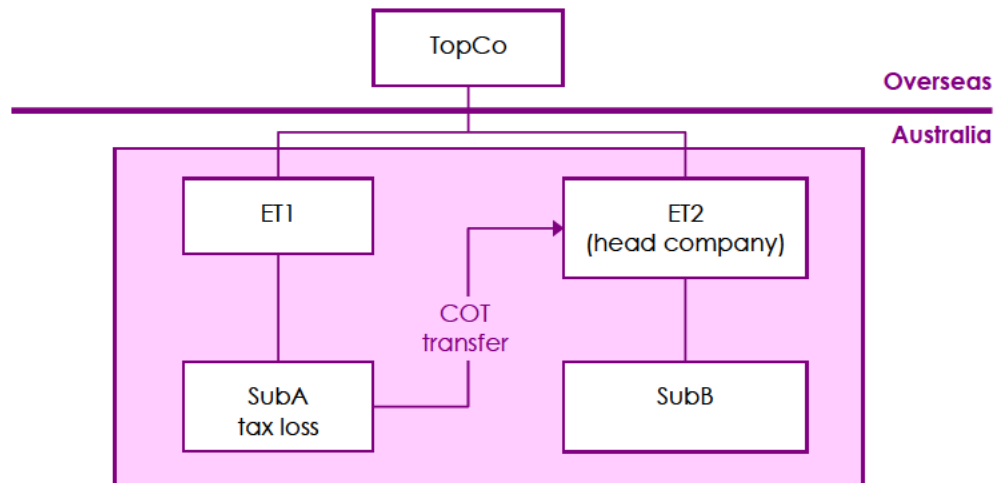 TopCo
Overseas
Australia
ET1
ET2
(head company)
COT
transfer
SubA
tax loss
SubB